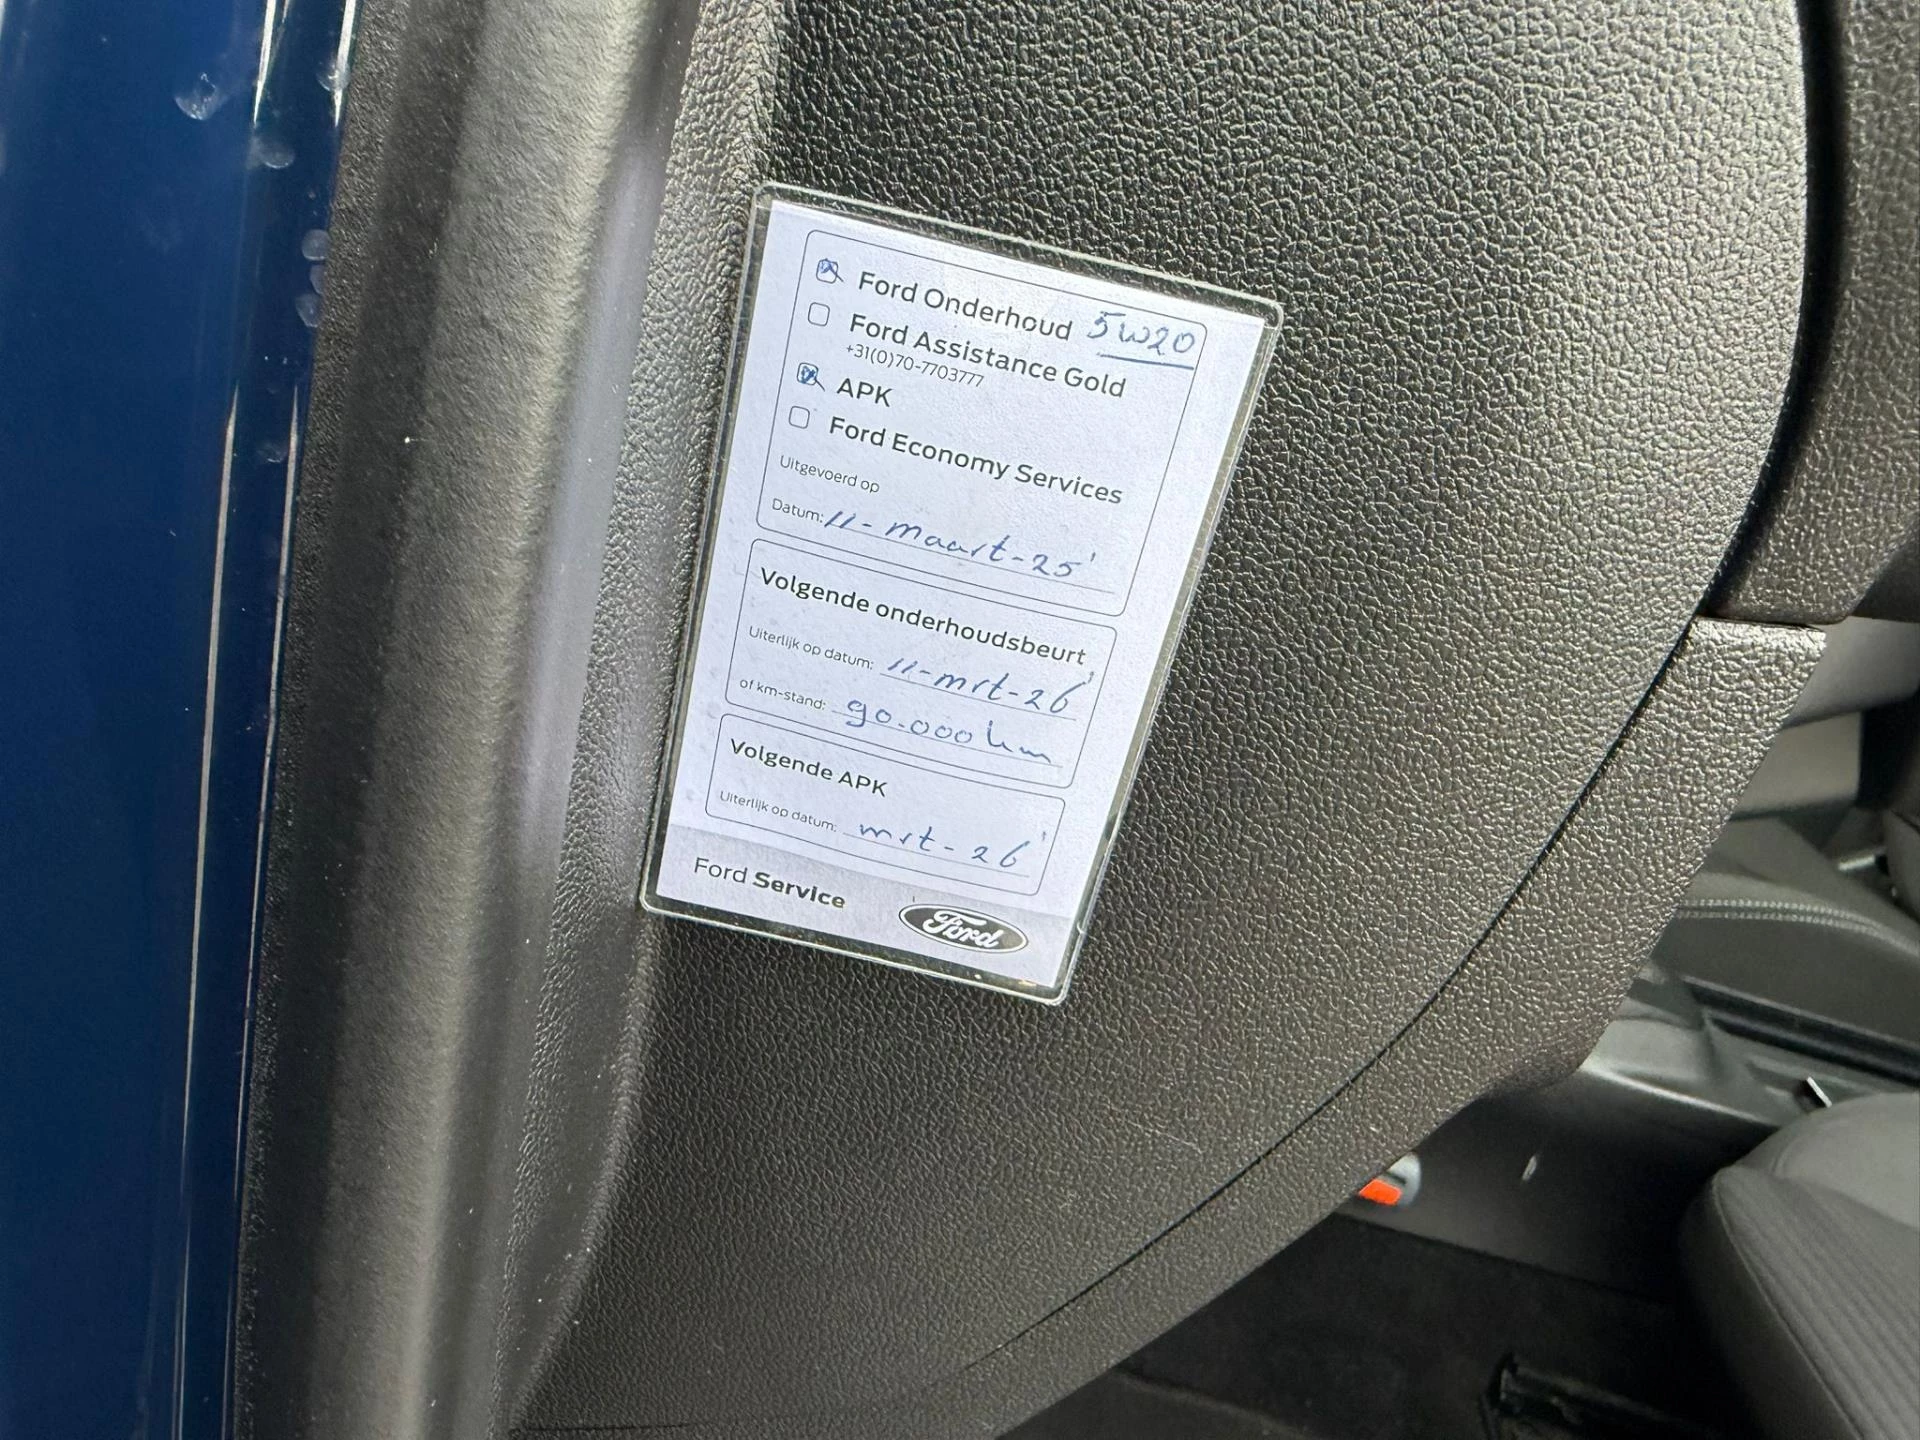 Ford Onderhoud 5W20
Ford Assistance Gold
+31(0)70-7703777
APK
Ford Economy Services
Uitgevoerd op
Datum: 11-maart-25'
Volgende onderhoudsbeurt
Uiterlijk op datum: 11-mrt-26'
of km-stand: 90.000 km
Volgende APK
Uiterlijk op datum: mrt-26'
Ford Service
Ford